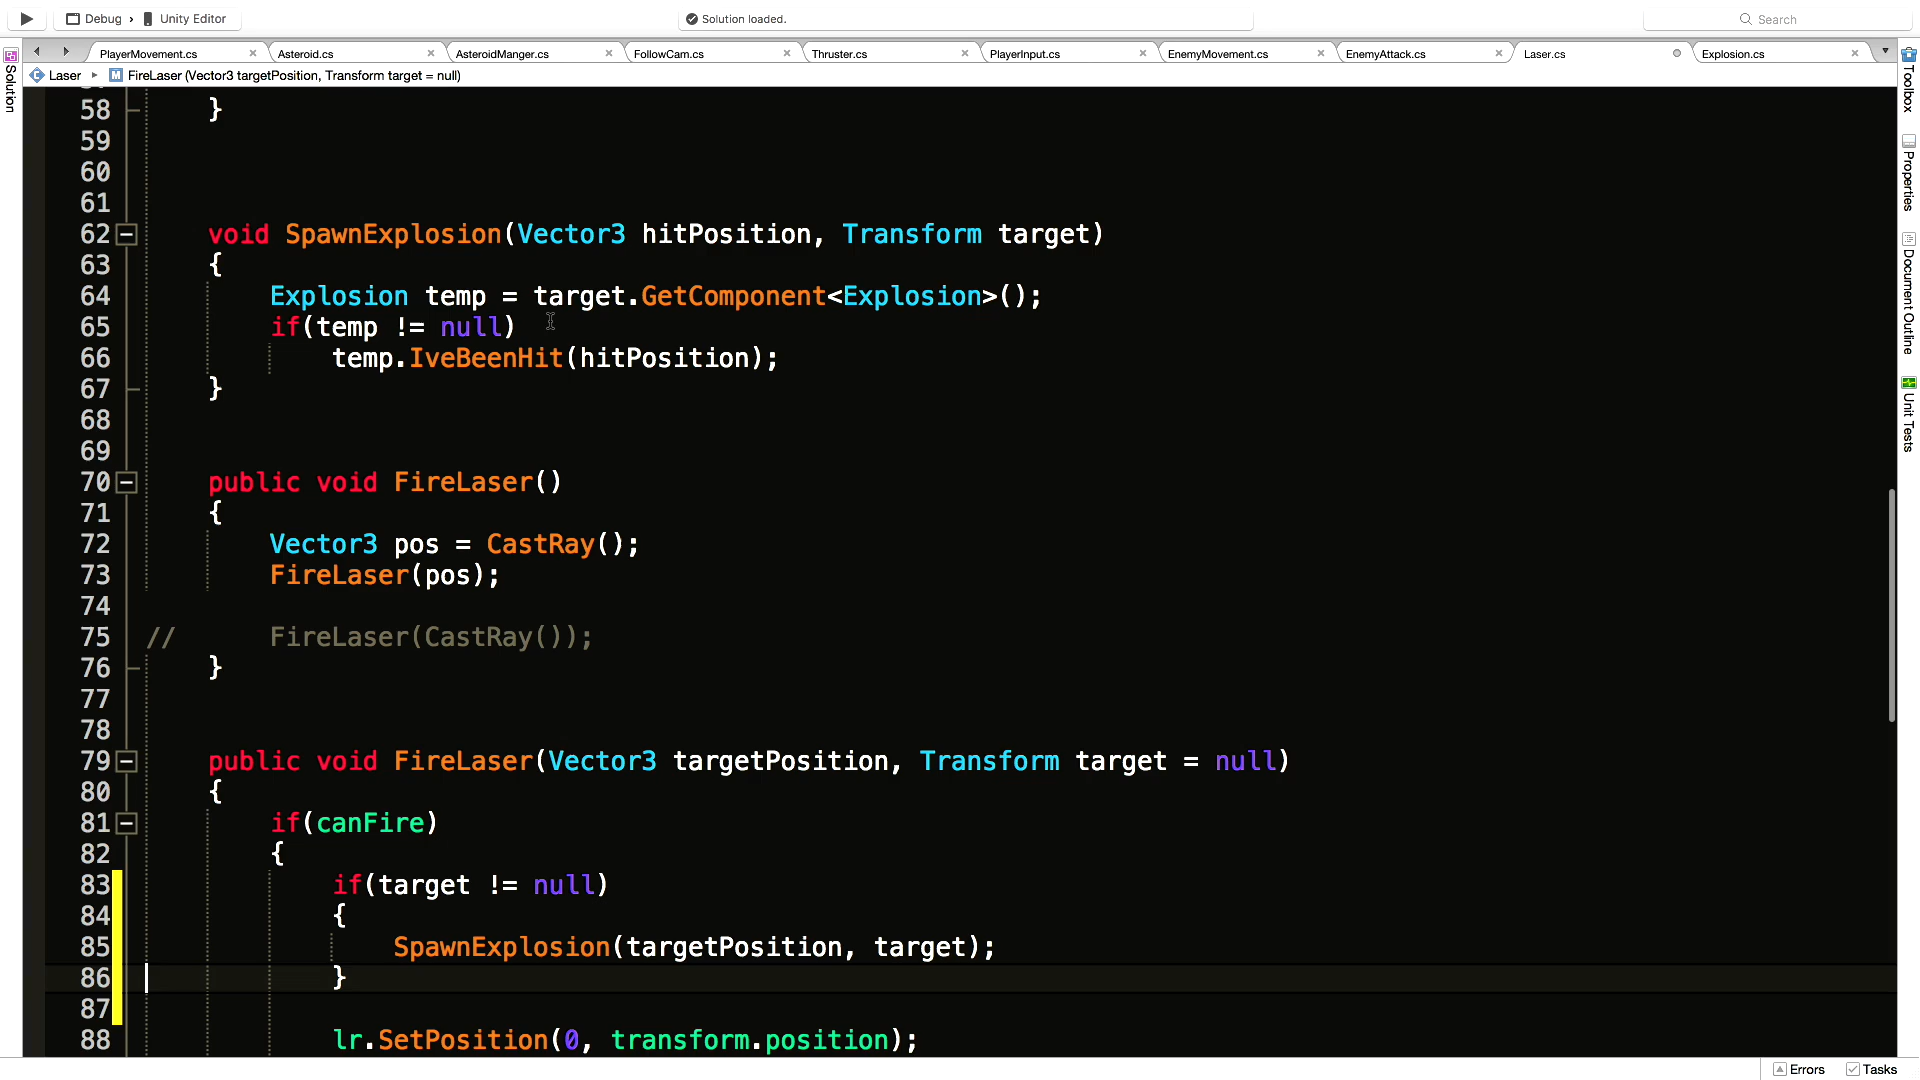 Debug › Unity Editor
Solution loaded.
Search
PlayerMovement.cs
Asteroid.cs
AsteroidManger.cs
FollowCam.cs
Thruster.cs
PlayerInput.cs
EnemyMovement.cs
EnemyAttack.cs
Laser.cs
Explosion.cs
Laser ▸ M FireLaser (Vector3 targetPosition, Transform target = null)
Solution
Toolbox
Properties
Document Outline
Unit Tests
58 }
59
60
61
62 void SpawnExplosion(Vector3 hitPosition, Transform target)
63 {
64 Explosion temp = target.GetComponent<Explosion>();
65 if(temp != null)
66 temp.IveBeenHit(hitPosition);
67 }
68
69
70 public void FireLaser()
71 {
72 Vector3 pos = CastRay();
73 FireLaser(pos);
74
75 // FireLaser(CastRay());
76 }
77
78
79 public void FireLaser(Vector3 targetPosition, Transform target = null)
80 {
81 if(canFire)
82 {
83 if(target != null)
84 {
85 SpawnExplosion(targetPosition, target);
86 }
87
88 lr.SetPosition(0, transform.position);
Errors
Tasks